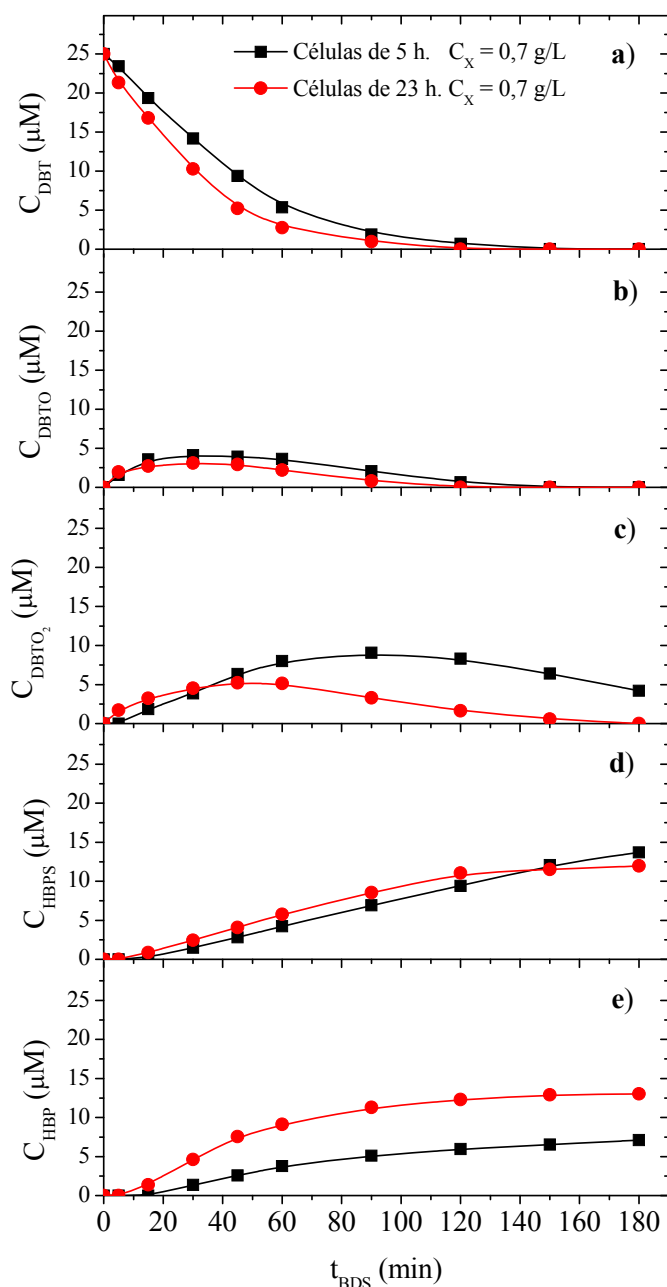 Células de 5 h. C_X = 0,7 g/L
Células de 23 h. C_X = 0,7 g/L
a)
25
20
15
10
5
0
C_DBT (µM)
b)
25
20
15
10
5
0
C_DBTO (µM)
c)
25
20
15
10
5
0
C_DBTO₂ (µM)
d)
25
20
15
10
5
0
C_HBPS (µM)
e)
25
20
15
10
5
0
C_HBP (µM)
0 20 40 60 80 100 120 140 160 180
t_BDS (min)